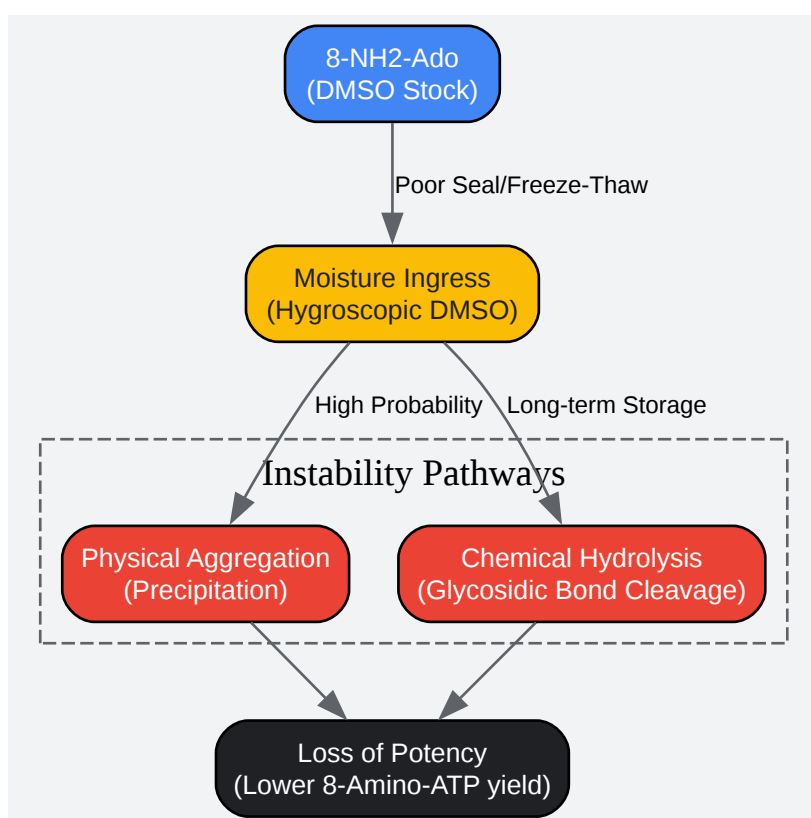 8-NH2-Ado
(DMSO Stock)
Poor Seal/Freeze-Thaw
Moisture Ingress
(Hygroscopic DMSO)
High Probability
Long-term Storage
Instability Pathways
Physical Aggregation
(Precipitation)
Chemical Hydrolysis
(Glycosidic Bond Cleavage)
Loss of Potency
(Lower 8-Amino-ATP yield)